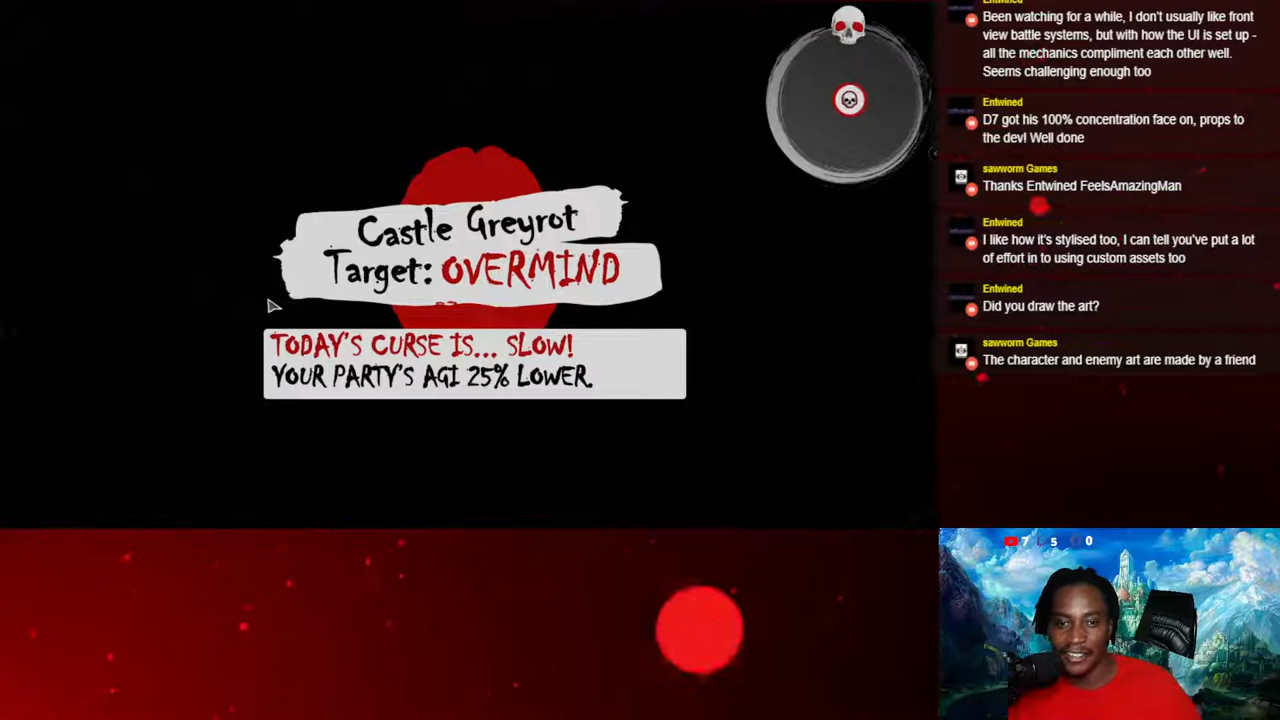 Castle Greyrot
Target: OVERMIND
TODAY'S CURSE IS... SLOW!
YOUR PARTY'S AGI 25% LOWER.
Entwined
Been watching for a while, I don't usually like front
view battle systems, but with how the UI is set up -
all the mechanics compliment each other well.
Seems challenging enough too
Entwined
D7 got his 100% concentration face on, props to
the dev! Well done
sawworm Games
Thanks Entwined FeelsAmazingMan
Entwined
I like how it's stylised too, I can tell you've put a lot
of effort in to using custom assets too
Entwined
Did you draw the art?
sawworm Games
The character and enemy art are made by a friend
7 5 0